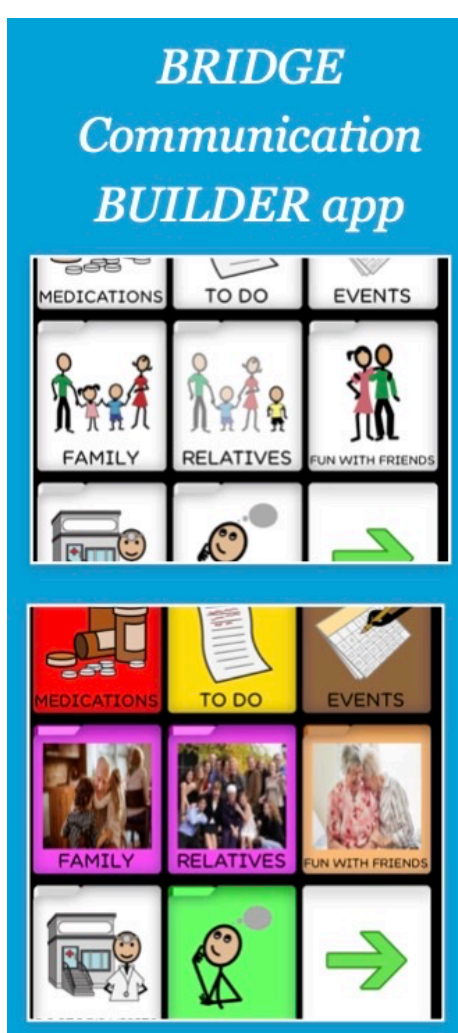 BRIDGE
Communication
BUILDER app
MEDICATIONS TO DO EVENTS
FAMILY RELATIVES FUN WITH FRIENDS
MEDICATIONS TO DO EVENTS
FAMILY RELATIVES FUN WITH FRIENDS